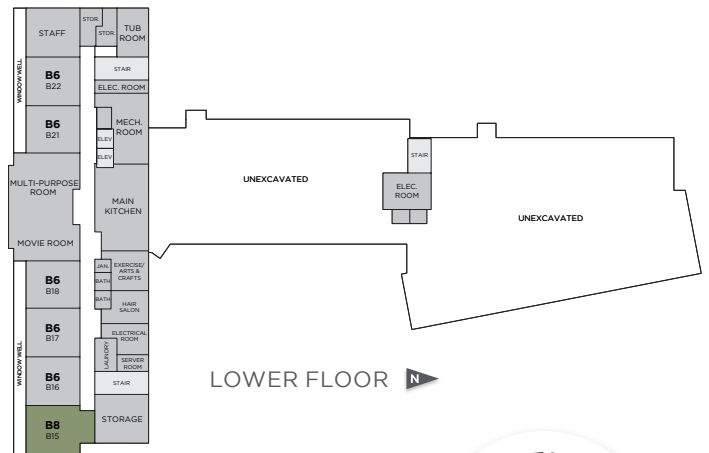 STAFF
STOR.
STOR.
TUB
ROOM
WINDOW WELL
B6
B22
STAIR
ELEC. ROOM
B6
B21
MECH.
ROOM
ELEV
ELEV
MULTI-PURPOSE
ROOM
MAIN
KITCHEN
MOVIE ROOM
UNEXCAVATED
STAIR
ELEC.
ROOM
UNEXCAVATED
B6
B18
JAN.
EXERCISE/
ARTS &
CRAFTS
BATH
BATH
HAIR
SALON
B6
B17
ELECTRICAL
ROOM
LAUNDRY
SERVER
ROOM
WINDOW WELL
B6
B16
STAIR
LOWER FLOOR N
B8
B15
STORAGE